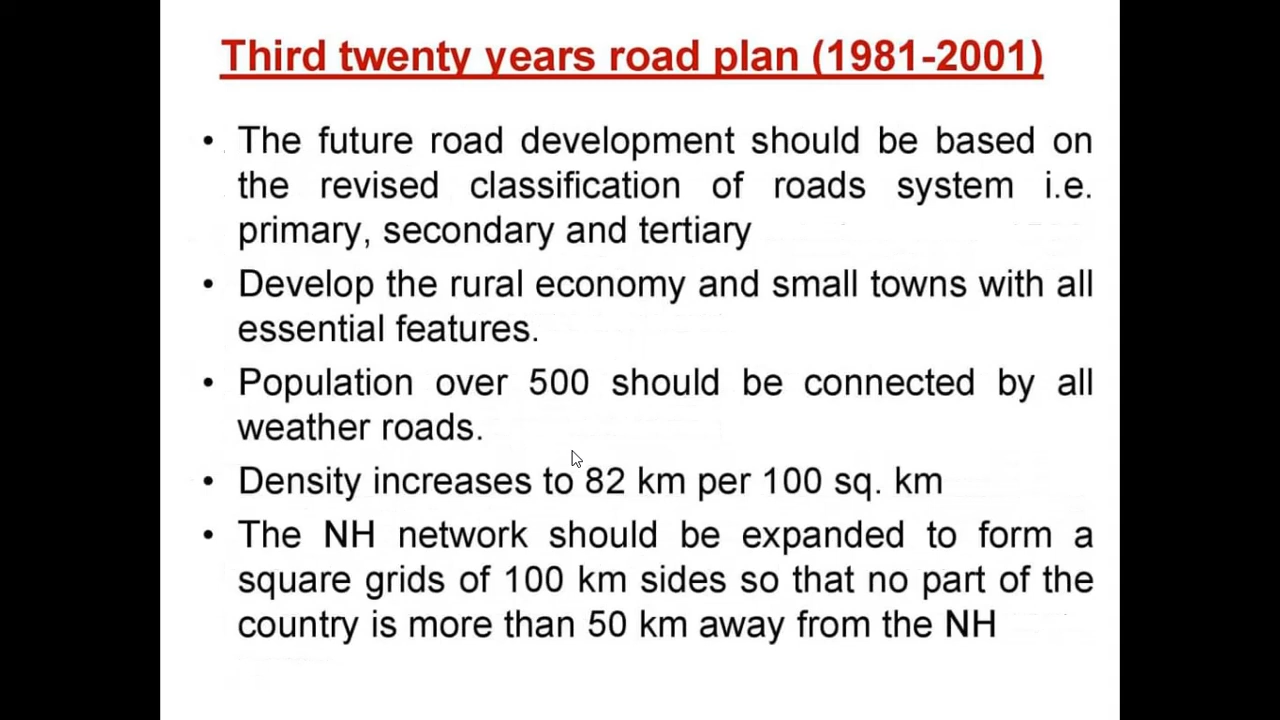 Third twenty years road plan (1981-2001)
• The future road development should be based on
the revised classification of roads system i.e.
primary, secondary and tertiary
• Develop the rural economy and small towns with all
essential features.
• Population over 500 should be connected by all
weather roads.
• Density increases to 82 km per 100 sq. km
• The NH network should be expanded to form a
square grids of 100 km sides so that no part of the
country is more than 50 km away from the NH